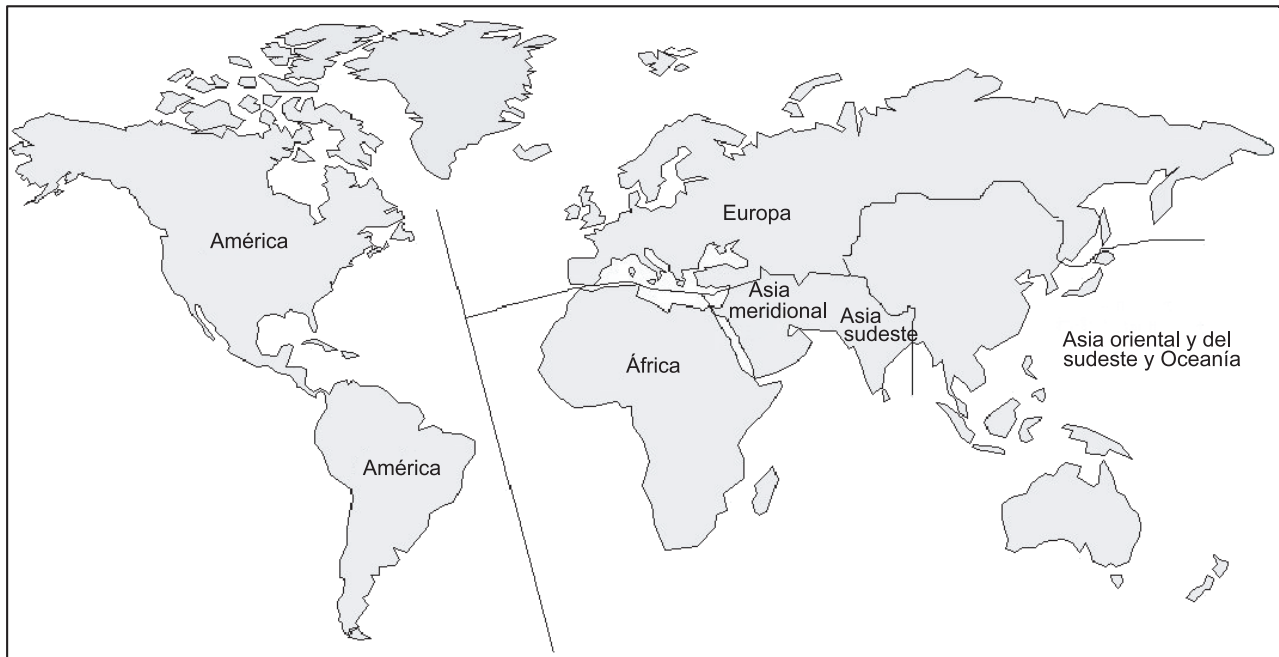 América
Europa
Asia
meridional
Asia
sudeste
Asia oriental y del
sudeste y Oceanía
África
América